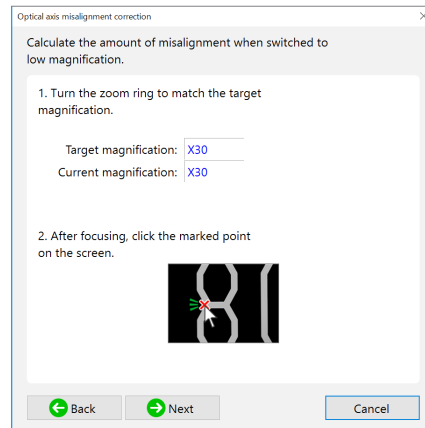 Optical axis misalignment correction
Calculate the amount of misalignment when switched to
low magnification.
1. Turn the zoom ring to match the target
magnification.
Target magnification: X30
Current magnification: X30
2. After focusing, click the marked point
on the screen.
81
Back Next Cancel